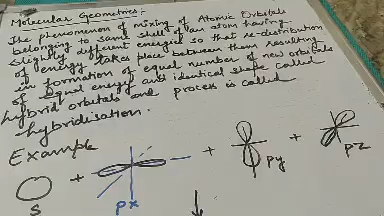 Molecular Geometries:-
The phenomenon of mixing of Atomic Orbitals
belonging to same shell of an atom having
slightly different energies so that re-distribution
of energy takes place between them resulting
in formation of equal number of new orbitals
of equal energy and identical shape called
hybrid orbitals and process is called
hybridisation.
Example
+ + +
s px py pz